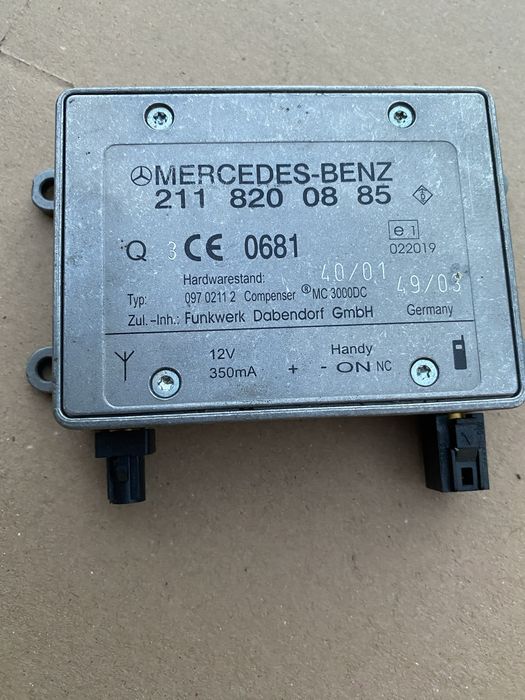 MERCEDES-BENZ
211 820 08 85
Q 3 CE 0681 e1
022019
Hardwarestand: 40/01 49/03
Typ: 097 0211 2 Compenser ® MC 3000DC
Zul.-Inh.: Funkwerk Dabendorf GmbH Germany
12V Handy
350mA + - ON NC